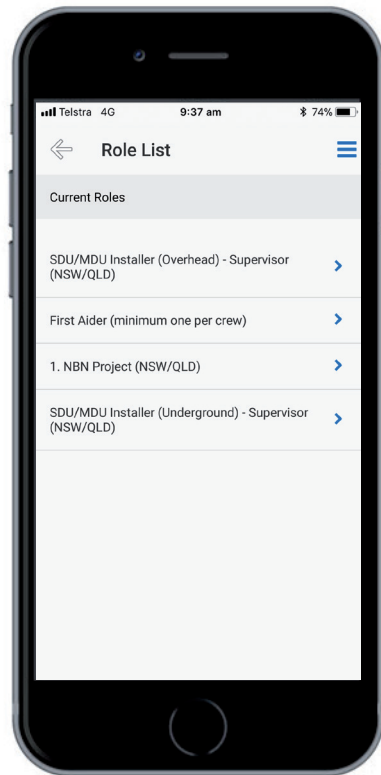 Telstra 4G 9:37 am 74%
Role List
Current Roles
SDU/MDU Installer (Overhead) - Supervisor
(NSW/QLD)
First Aider (minimum one per crew)
1. NBN Project (NSW/QLD)
SDU/MDU Installer (Underground) - Supervisor
(NSW/QLD)